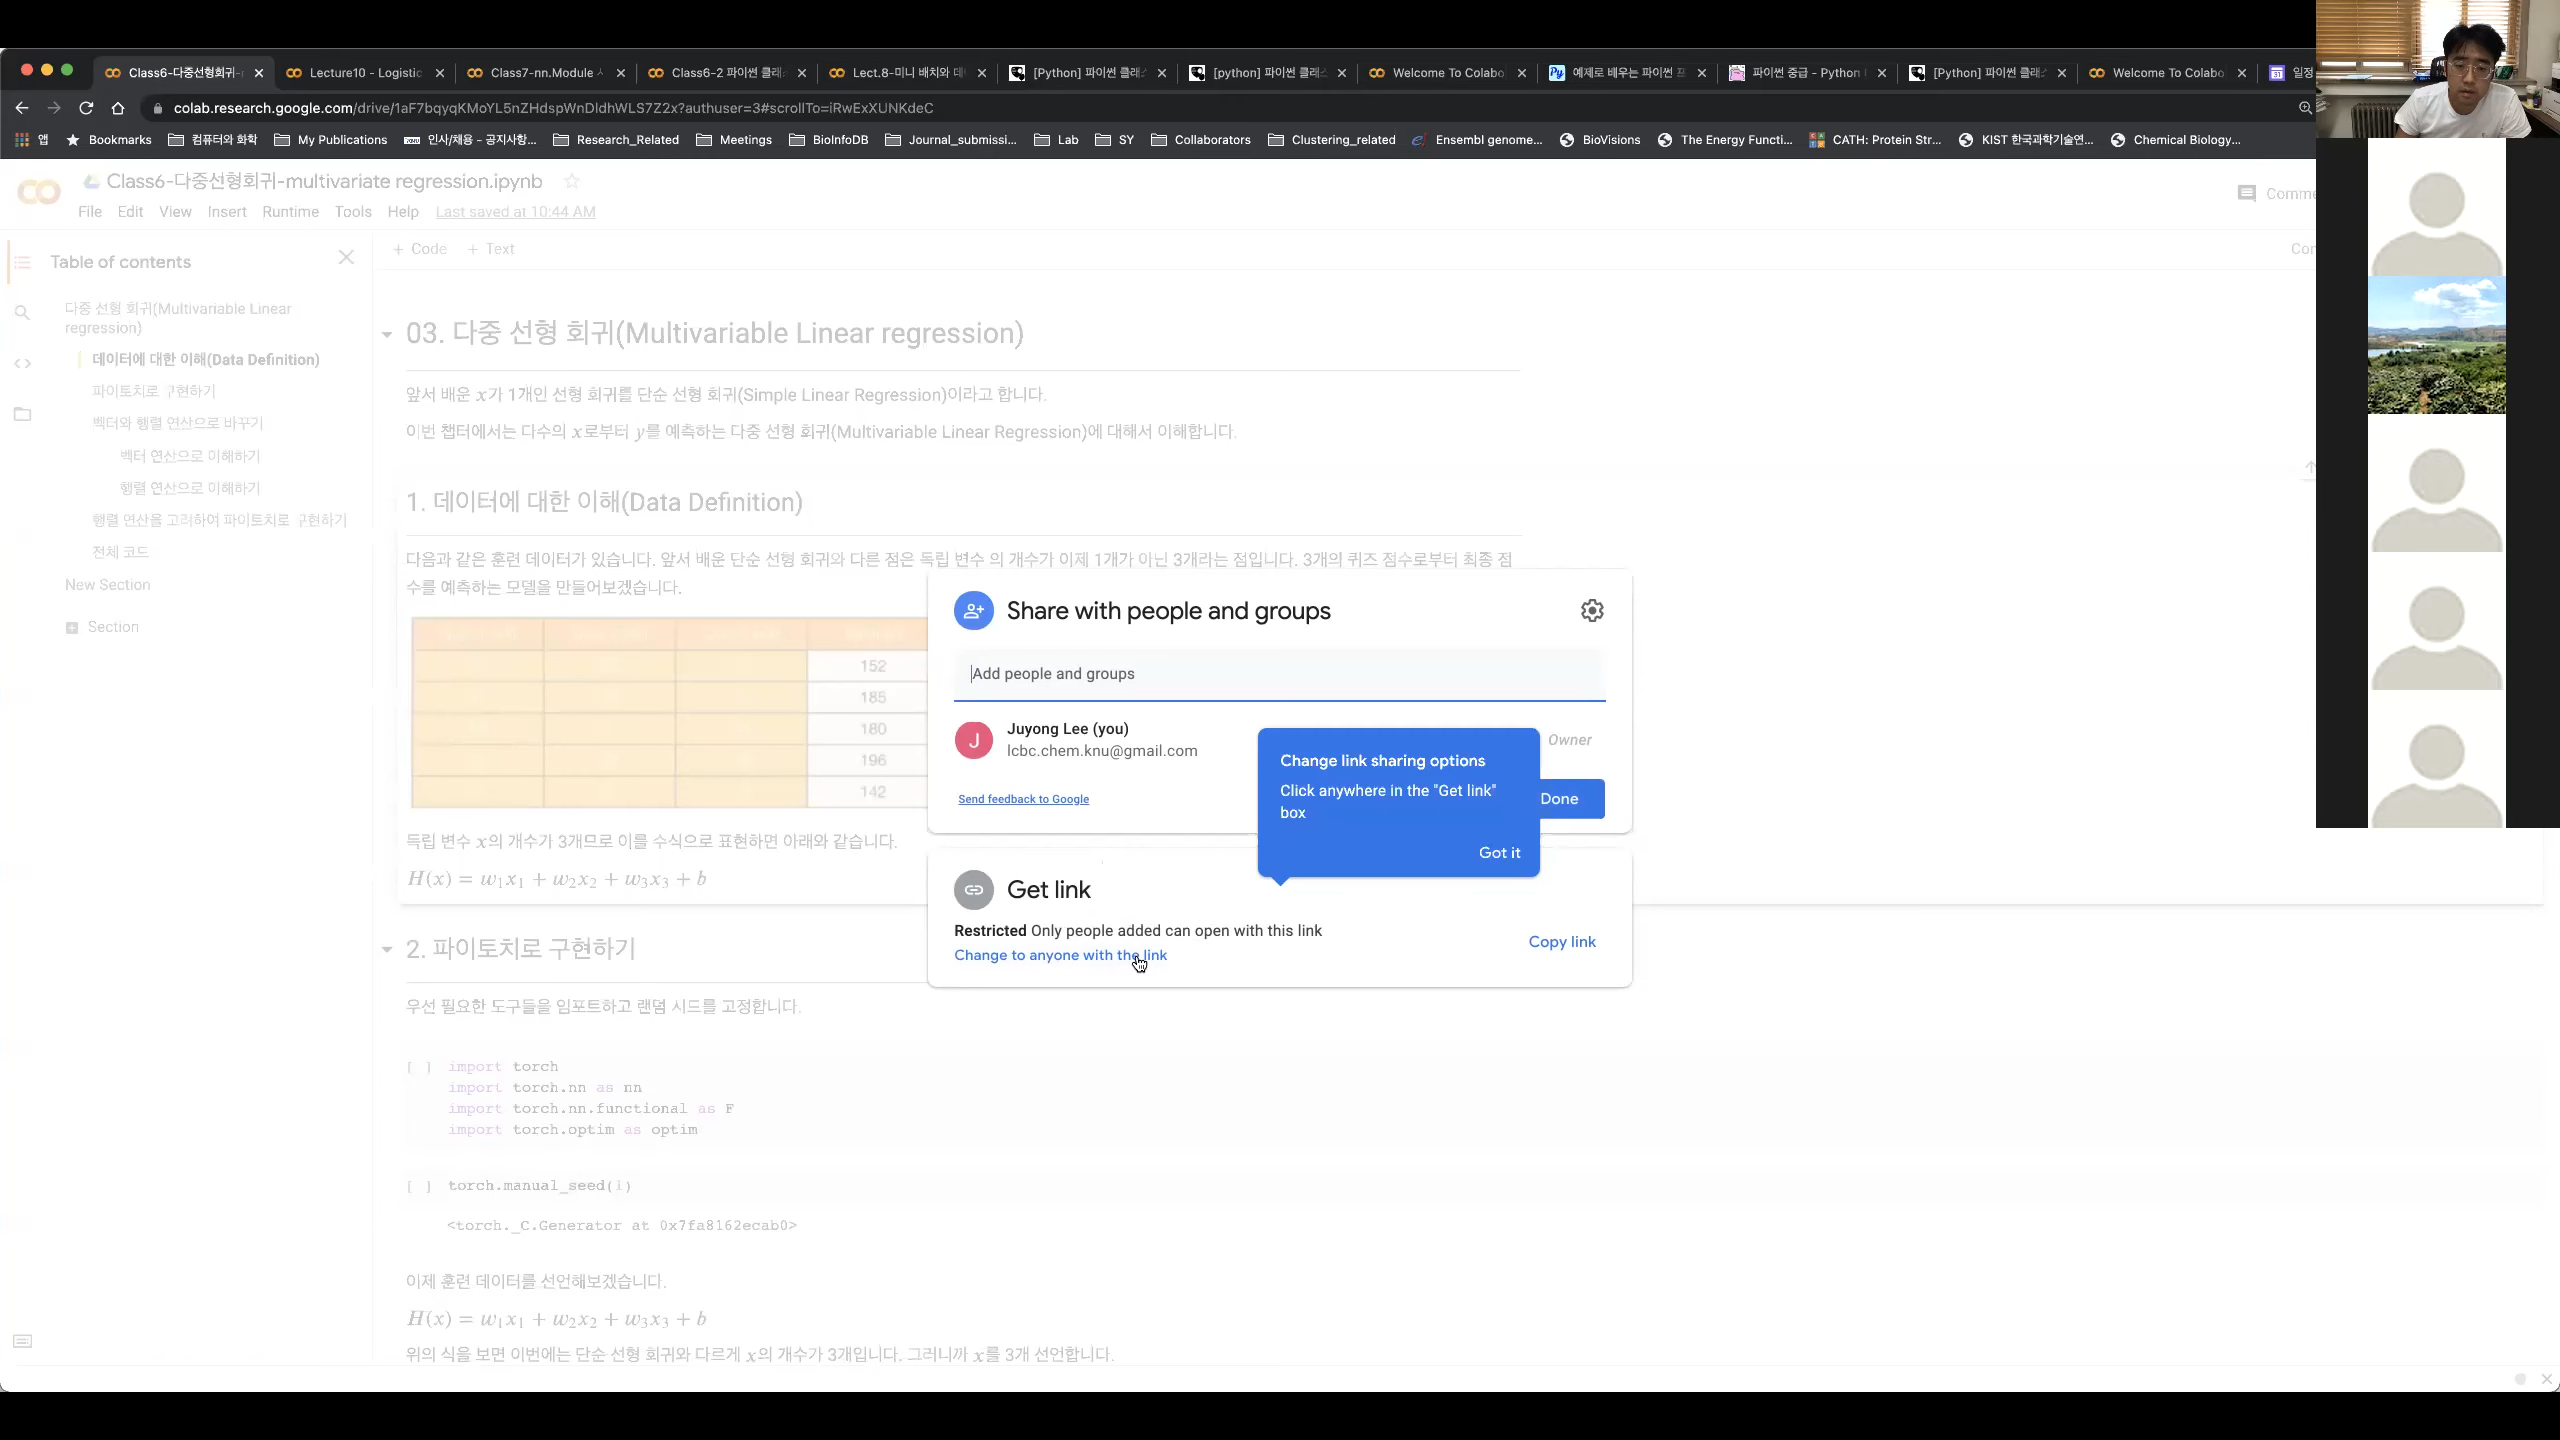 Class6-다중선형회귀-
Lecture10 - Logistic
Class7-nn.Module
Class6-2 파이썬 클래
Lect.8-미니 배치와 데
[Python] 파이썬 클래
[python] 파이썬 클래
Welcome To Colabo
예제로 배우는 파이썬 프
파이썬 중급 - Python
[Python] 파이썬 클래
Welcome To Colabo
일정
colab.research.google.com/drive/1aF7bqyqKMoYL5nZHdspWnDldhWLS7Z2x?authuser=3#scrollTo=iRwExXUNKdeC
앱
Bookmarks
컴퓨터와 화학
My Publications
인사/채용 - 공지사항...
Research_Related
Meetings
BioInfoDB
Journal_submissi...
Lab
SY
Collaborators
Clustering_related
Ensembl genome...
BioVisions
The Energy Functi...
CATH: Protein Str...
KIST 한국과학기술연...
Chemical Biology...
Class6-다중선형회귀-multivariate regression.ipynb
Comme
File Edit View Insert Runtime Tools Help Last saved at 10:44 AM
+ Code + Text
Con
Table of contents
다중 선형 회귀(Multivariable Linear
regression)
데이터에 대한 이해(Data Definition)
파이토치로 구현하기
벡터와 행렬 연산으로 바꾸기
벡터 연산으로 이해하기
행렬 연산으로 이해하기
행렬 연산을 고려하여 파이토치로 구현하기
전체 코드
New Section
Section
03. 다중 선형 회귀(Multivariable Linear regression)
앞서 배운 x가 1개인 선형 회귀를 단순 선형 회귀(Simple Linear Regression)이라고 합니다.
이번 챕터에서는 다수의 x로부터 y를 예측하는 다중 선형 회귀(Multivariable Linear Regression)에 대해서 이해합니다.
1. 데이터에 대한 이해(Data Definition)
다음과 같은 훈련 데이터가 있습니다. 앞서 배운 단순 선형 회귀와 다른 점은 독립 변수 의 개수가 이제 1개가 아닌 3개라는 점입니다. 3개의 퀴즈 점수로부터 최종 점
수를 예측하는 모델을 만들어보겠습니다.
152
185
180
196
142
독립 변수 x의 개수가 3개므로 이를 수식으로 표현하면 아래와 같습니다.
H(x) = w₁x₁ + w₂x₂ + w₃x₃ + b
Share with people and groups
Add people and groups
J
Juyong Lee (you)
lcbc.chem.knu@gmail.com
Owner
Send feedback to Google
Done
Change link sharing options
Click anywhere in the "Get link"
box
Got it
Get link
Restricted Only people added can open with this link
Change to anyone with the link
Copy link
2. 파이토치로 구현하기
우선 필요한 도구들을 임포트하고 랜덤 시드를 고정합니다.
[ ] import torch
import torch.nn as nn
import torch.nn.functional as F
import torch.optim as optim
[ ] torch.manual_seed(1)
<torch._C.Generator at 0x7fa8162ecab0>
이제 훈련 데이터를 선언해보겠습니다.
H(x) = w₁x₁ + w₂x₂ + w₃x₃ + b
위의 식을 보면 이번에는 단순 선형 회귀와 다르게 x의 개수가 3개입니다. 그러니까 x를 3개 선언합니다.